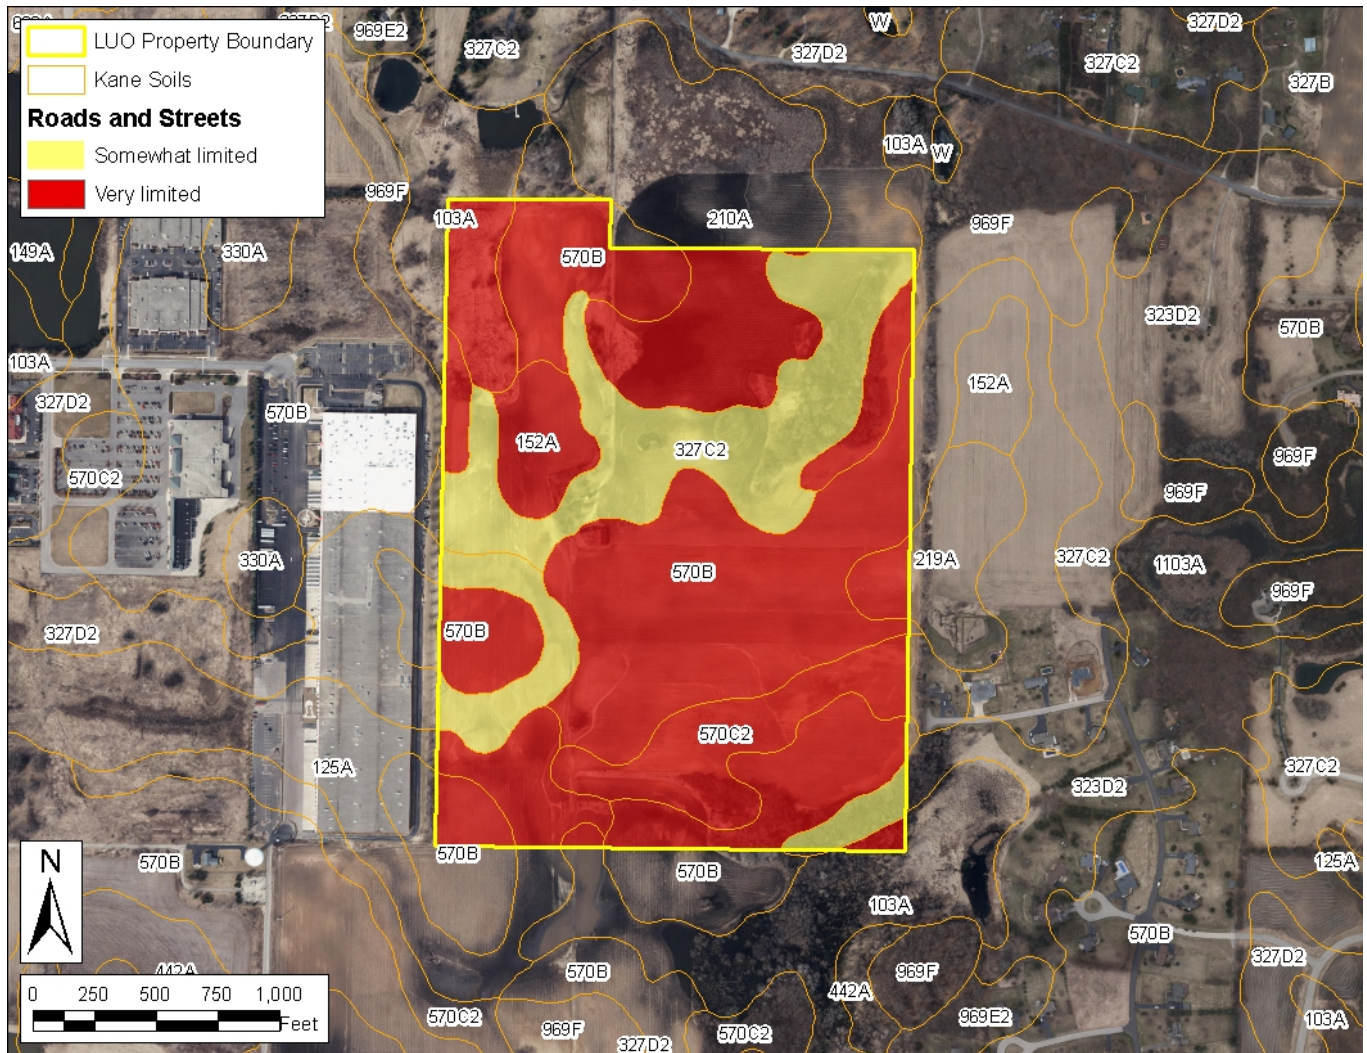 LUO Property Boundary
Kane Soils
Roads and Streets
Somewhat limited
Very limited
327D2
969E2
327C2
W
327D2
327D2
327C2
327B
103A
W
969F
103A
210A
969F
149A
330A
570B
323D2
570B
103A
327D2
570B
152A
152A
327C2
969F
570C2
969F
330A
570B
219A
327C2
1103A
969F
327D2
570B
570C2
125A
327C2
323D2
570B
570B
570B
125A
103A
570B
442A
570B
969F
327D2
442A
570C2
969F
570C2
969E2
103A
327D2
N
0 250 500 750 1,000
Feet